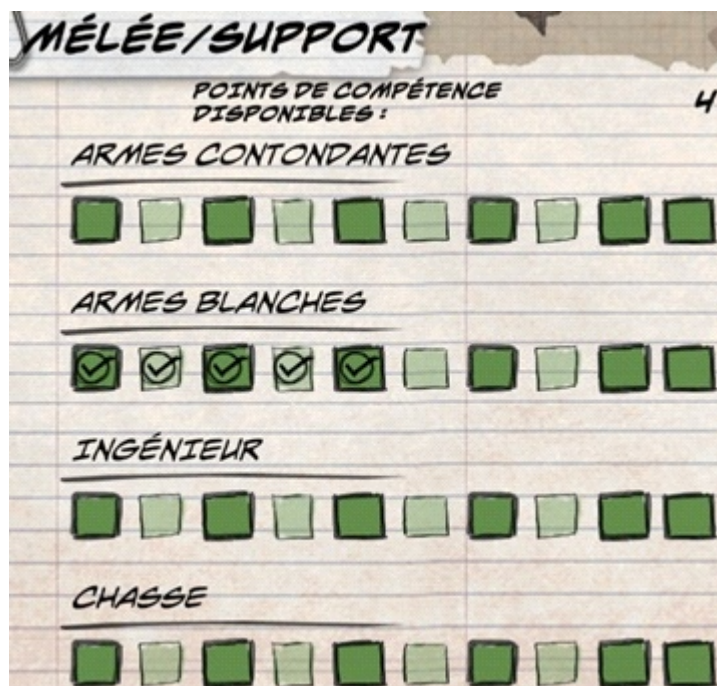 MÉLÉE/SUPPORT
POINTS DE COMPÉTENCE
DISPONIBLES : 4
ARMES CONTONDANTES
ARMES BLANCHES
INGÉNIEUR
CHASSE